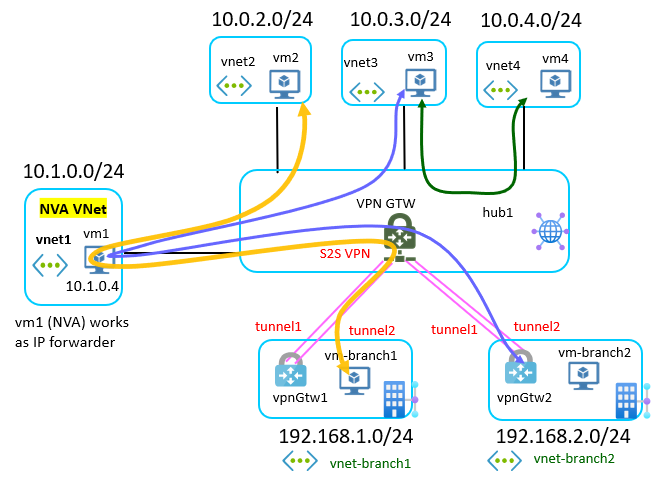 10.0.2.0/24
10.0.3.0/24
10.0.4.0/24
vnet2
vm2
vnet3
vm3
vnet4
vm4
10.1.0.0/24
NVA VNet
vnet1
vm1
10.1.0.4
vm1 (NVA) works
as IP forwarder
VPN GTW
hub1
S2S VPN
tunnel1
tunnel2
tunnel1
tunnel2
vm-branch1
vpnGtw1
vm-branch2
vpnGtw2
192.168.1.0/24
vnet-branch1
192.168.2.0/24
vnet-branch2